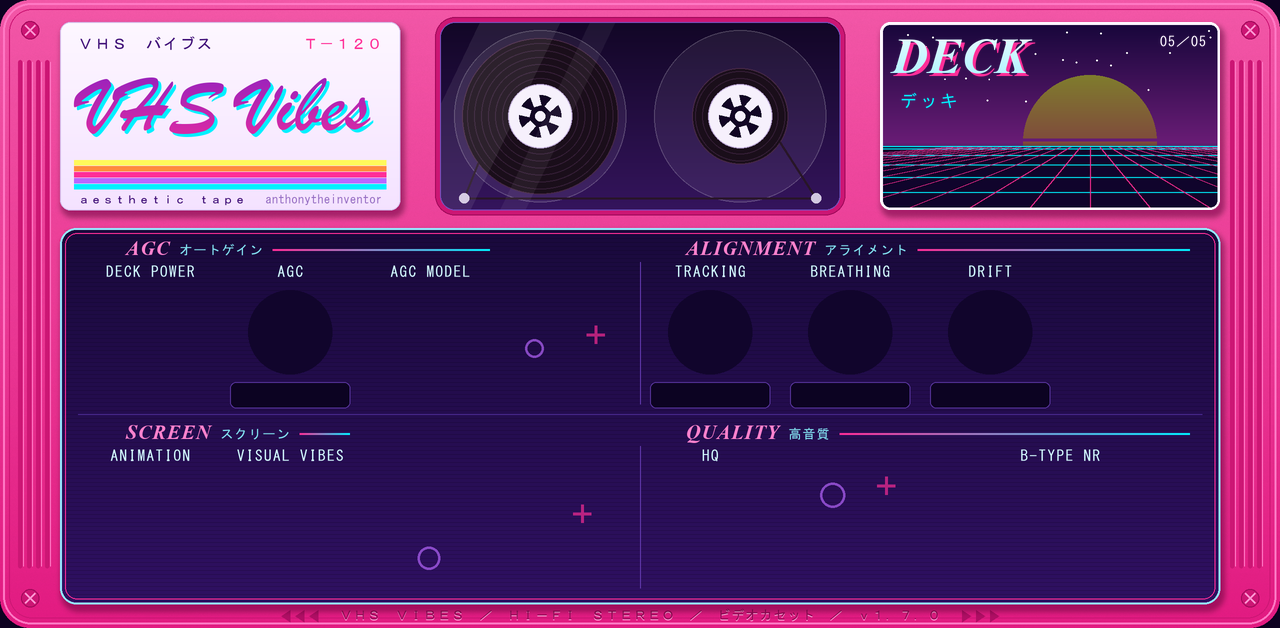 VHS バイブス
T－120
VHS Vibes
aesthetic tape
anthonytheinventor
DECK
05／05
デッキ
AGC オートゲイン
DECK POWER
AGC
AGC MODEL
ALIGNMENT アライメント
TRACKING
BREATHING
DRIFT
SCREEN スクリーン
ANIMATION
VISUAL VIBES
QUALITY 高音質
HQ
B-TYPE NR
VHS VIBES ／ HI－FI STEREO ／ ビデオカセット ／ v1.7.0